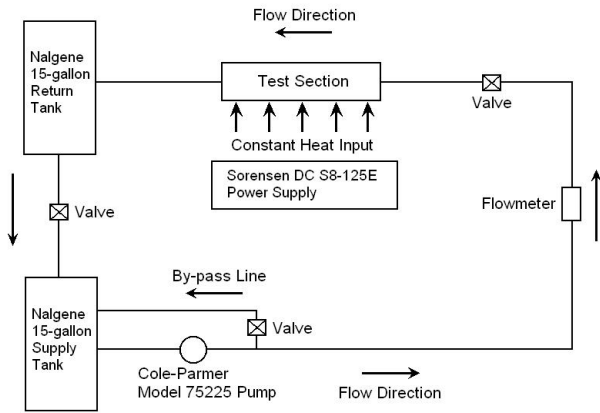 Flow Direction
Nalgene
15-gallon
Return
Tank
Test Section
Valve
Constant Heat Input
Sorensen DC S8-125E
Power Supply
Valve
Flowmeter
By-pass Line
Nalgene
15-gallon
Supply
Tank
Valve
Cole-Parmer
Model 75225 Pump
Flow Direction